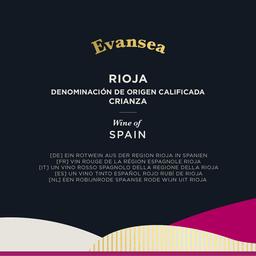 Evansea
RIOJA
DENOMINACIÓN DE ORIGEN CALIFICADA
CRIANZA
Wine of
SPAIN
[DE] EIN ROTWEIN AUS DER REGION RIOJA IN SPANIEN
[FR] VIN ROUGE DE LA RÉGION ESPAGNOLE RIOJA
[IT] UN VINO ROSSO SPAGNOLO DELLA REGIONE DELLA RIOJA
[ES] UN VINO TINTO ESPAÑOL ROJO RUBÍ DE RIOJA
[NL] EEN ROBIJNRODE SPAANSE RODE WIJN UIT RIOJA